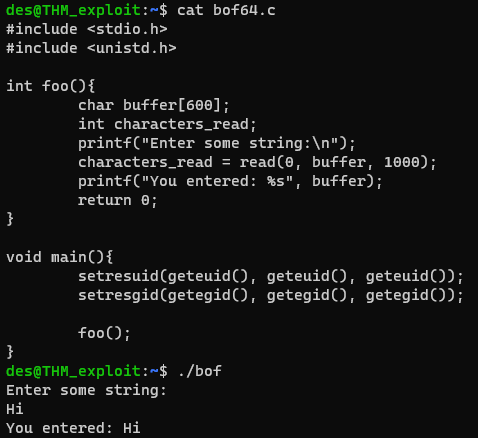 des@THM_exploit:~$ cat bof64.c
#include <stdio.h>
#include <unistd.h>

int foo(){
        char buffer[600];
        int characters_read;
        printf("Enter some string:\n");
        characters_read = read(0, buffer, 1000);
        printf("You entered: %s", buffer);
        return 0;
}

void main(){
        setresuid(geteuid(), geteuid(), geteuid());
        setresgid(getegid(), getegid(), getegid());

        foo();
}
des@THM_exploit:~$ ./bof
Enter some string:
Hi
You entered: Hi